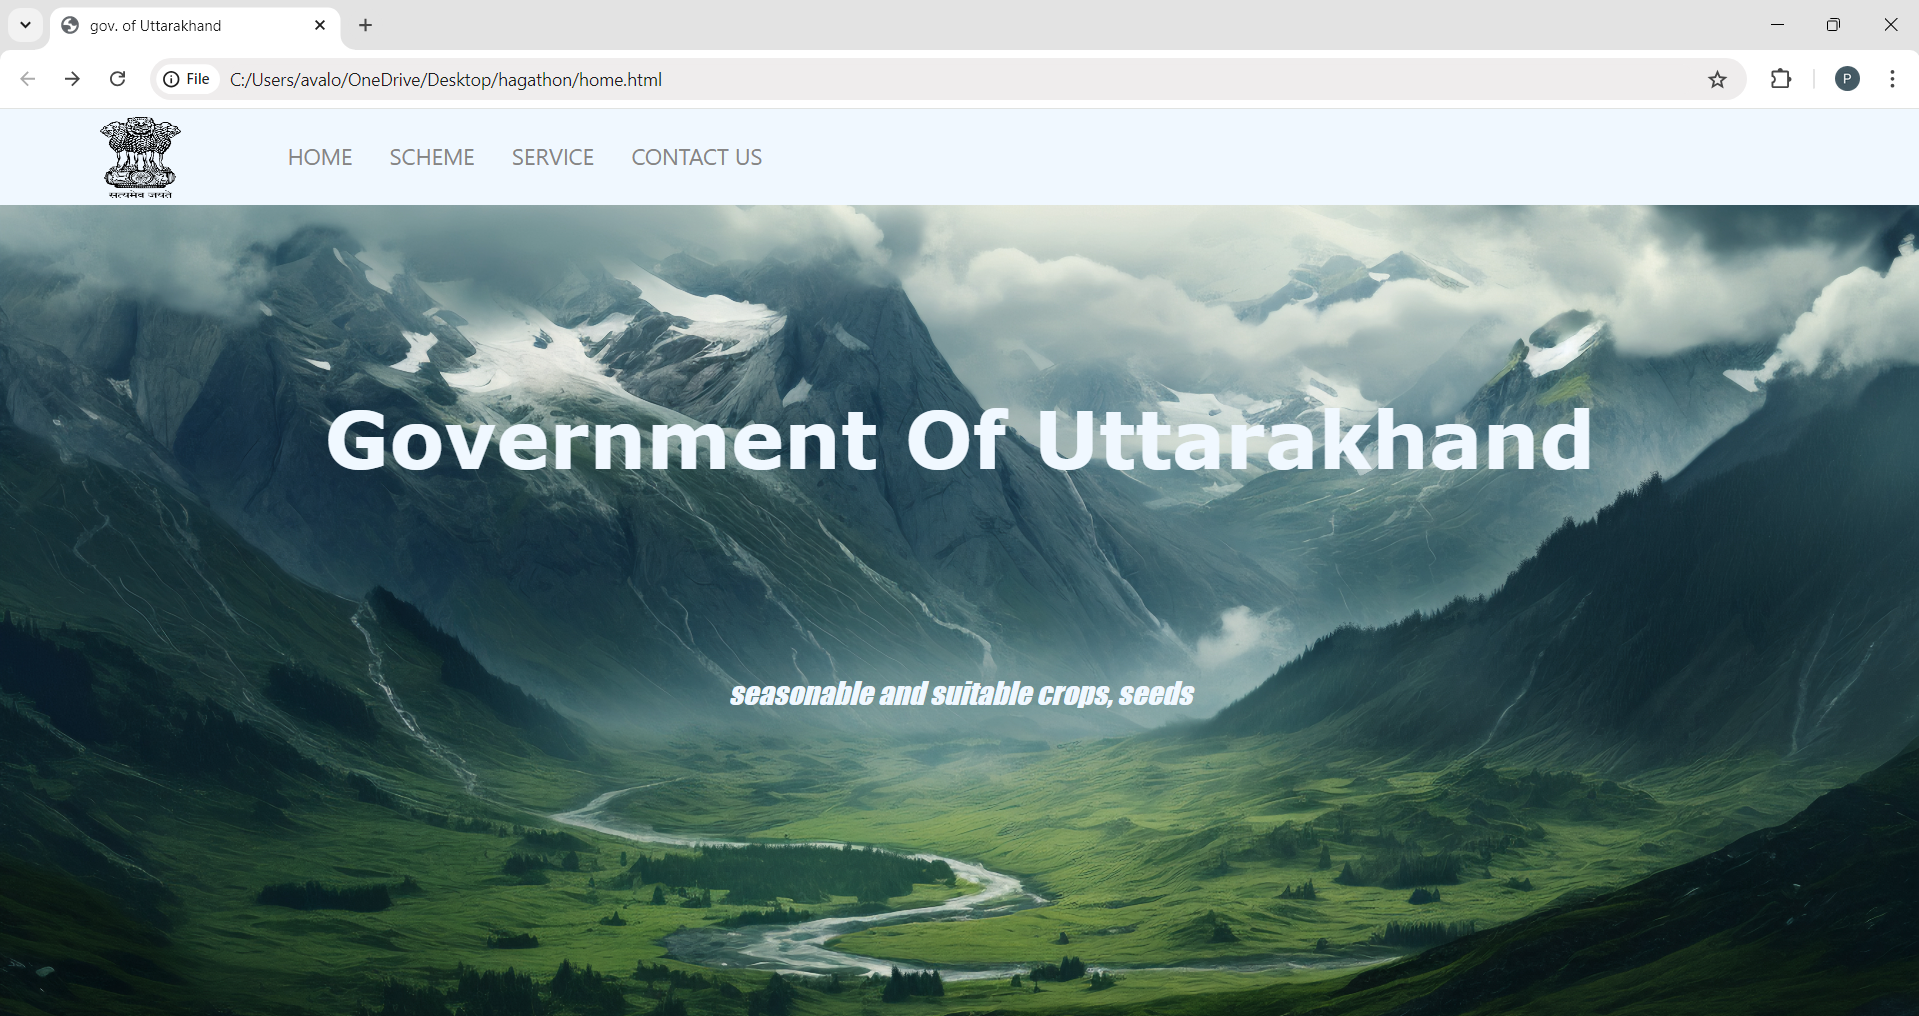 gov. of Uttarakhand
File
C:/Users/avalo/OneDrive/Desktop/hagathon/home.html
P
सत्यमेव जयते
HOME SCHEME SERVICE CONTACT US
Government Of Uttarakhand
seasonable and suitable crops, seeds